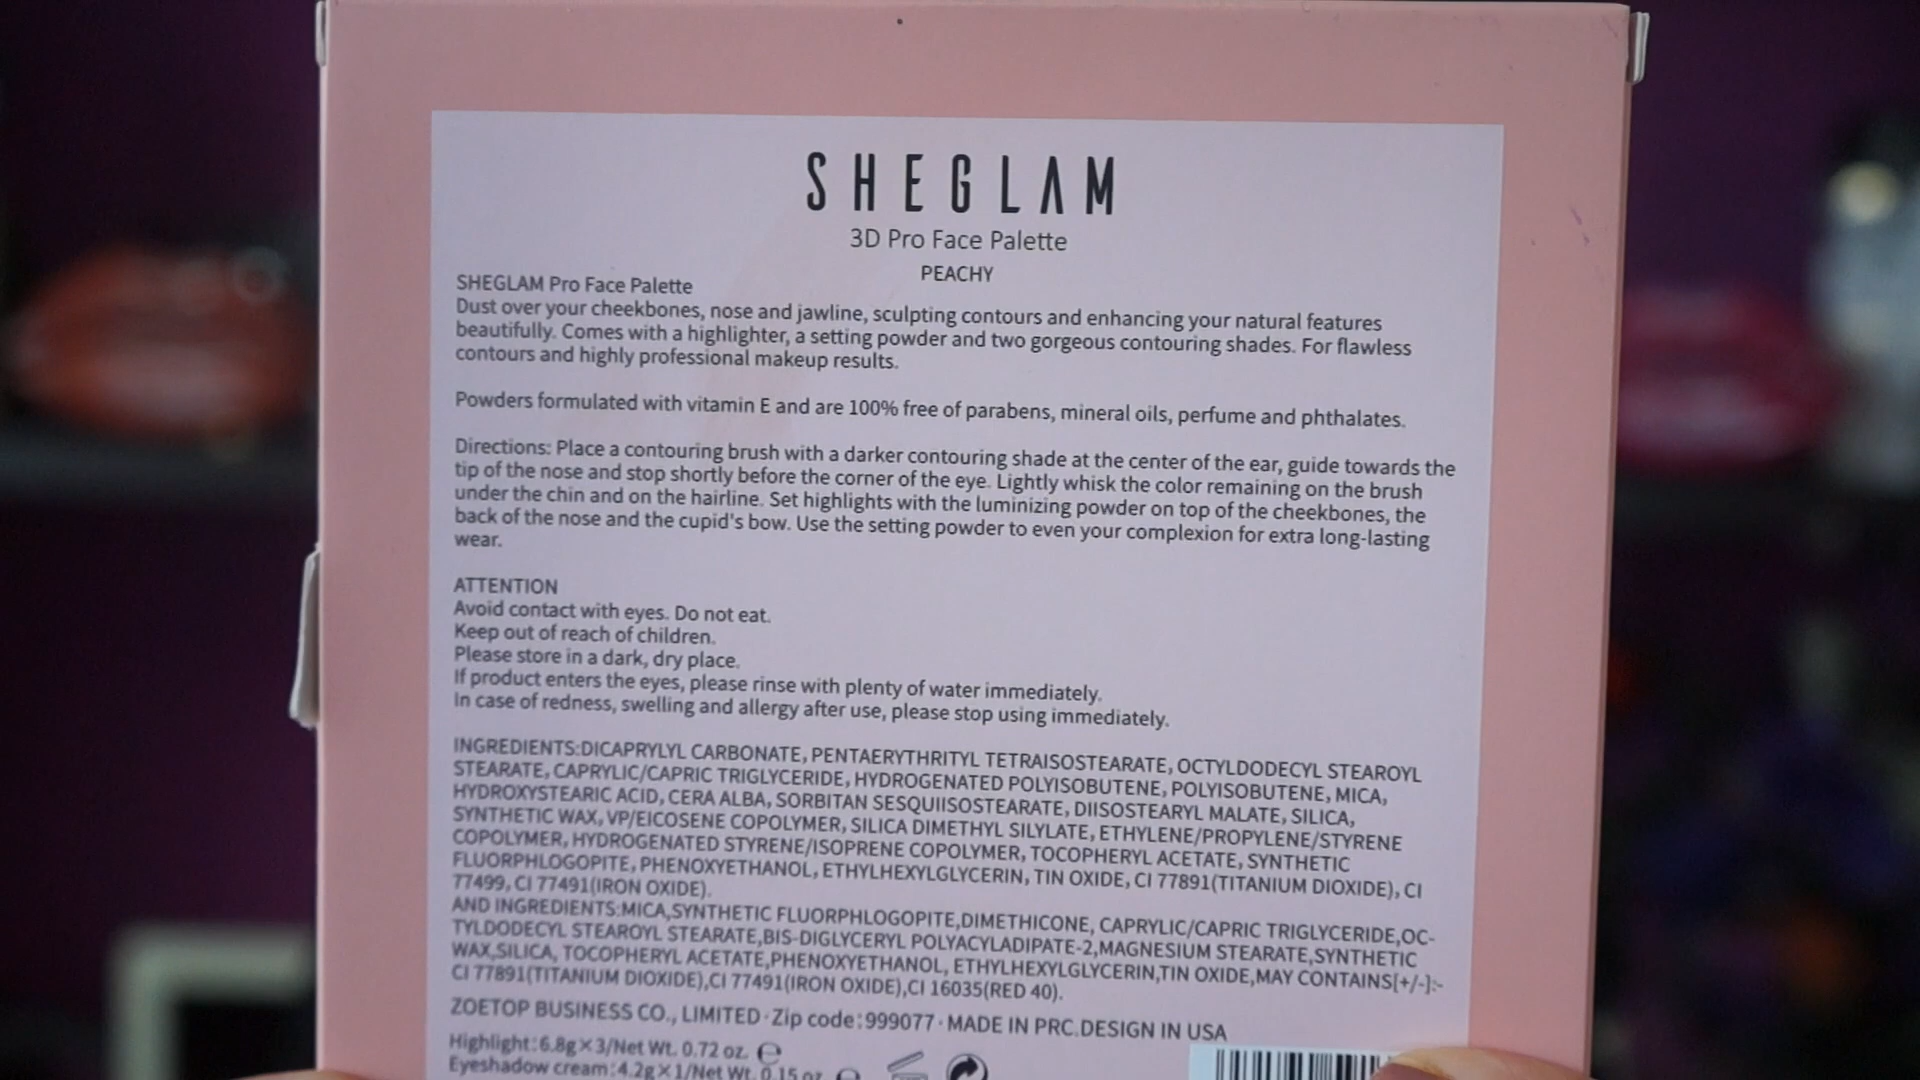 SHEGLAM
3D Pro Face Palette
PEACHY
SHEGLAM Pro Face Palette
Dust over your cheekbones, nose and jawline, sculpting contours and enhancing your natural features
beautifully. Comes with a highlighter, a setting powder and two gorgeous contouring shades. For flawless
contours and highly professional makeup results.
Powders formulated with vitamin E and are 100% free of parabens, mineral oils, perfume and phthalates.
Directions: Place a contouring brush with a darker contouring shade at the center of the ear, guide towards the
tip of the nose and stop shortly before the corner of the eye. Lightly whisk the color remaining on the brush
under the chin and on the hairline. Set highlights with the luminizing powder on top of the cheekbones, the
back of the nose and the cupid's bow. Use the setting powder to even your complexion for extra long-lasting
wear.
ATTENTION
Avoid contact with eyes. Do not eat.
Keep out of reach of children.
Please store in a dark, dry place.
If product enters the eyes, please rinse with plenty of water immediately.
In case of redness, swelling and allergy after use, please stop using immediately.
INGREDIENTS:DICAPRYLYL CARBONATE, PENTAERYTHRITYL TETRAISOSTEARATE, OCTYLDODECYL STEAROYL
STEARATE, CAPRYLIC/CAPRIC TRIGLYCERIDE, HYDROGENATED POLYISOBUTENE, POLYISOBUTENE, MICA,
HYDROXYSTEARIC ACID, CERA ALBA, SORBITAN SESQUIISOSTEARATE, DIISOSTEARYL MALATE, SILICA,
SYNTHETIC WAX, VP/EICOSENE COPOLYMER, SILICA DIMETHYL SILYLATE, ETHYLENE/PROPYLENE/STYRENE
COPOLYMER, HYDROGENATED STYRENE/ISOPRENE COPOLYMER, TOCOPHERYL ACETATE, SYNTHETIC
FLUORPHLOGOPITE, PHENOXYETHANOL, ETHYLHEXYLGLYCERIN, TIN OXIDE, CI 77891(TITANIUM DIOXIDE), CI
77499, CI 77491(IRON OXIDE).
AND INGREDIENTS:MICA,SYNTHETIC FLUORPHLOGOPITE,DIMETHICONE, CAPRYLIC/CAPRIC TRIGLYCERIDE,OC-
TYLDODECYL STEAROYL STEARATE,BIS-DIGLYCERYL POLYACYLADIPATE-2,MAGNESIUM STEARATE,SYNTHETIC
WAX,SILICA, TOCOPHERYL ACETATE,PHENOXYETHANOL, ETHYLHEXYLGLYCERIN,TIN OXIDE,MAY CONTAINS[+/-]:-
CI 77891(TITANIUM DIOXIDE),CI 77491(IRON OXIDE),CI 16035(RED 40).
ZOETOP BUSINESS CO., LIMITED · Zip code:999077 · MADE IN PRC.DESIGN IN USA
Highlight:6.8g×3/Net Wt. 0.72 oz. ℮
Eyeshadow cream:4.2g×1/Net Wt. 0.15 oz ℮